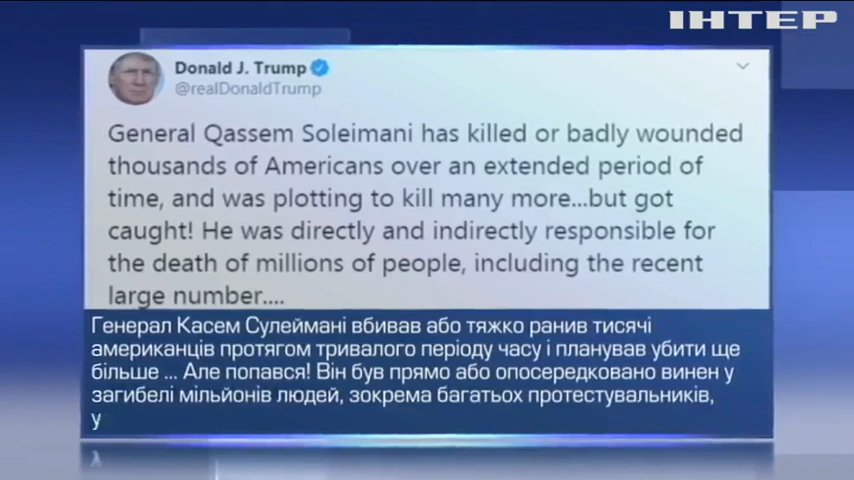 ІНТЕР
Donald J. Trump
@realDonaldTrump
General Qassem Soleimani has killed or badly wounded
thousands of Americans over an extended period of
time, and was plotting to kill many more...but got
caught! He was directly and indirectly responsible for
the death of millions of people, including the recent
large number....
Генерал Касем Сулеймані вбивав або тяжко ранив тисячі
американців протягом тривалого періоду часу і планував убити ще
більше ... Але попався! Він був прямо або опосередковано винен у
загибелі мільйонів людей, зокрема багатьох протестувальників,
у